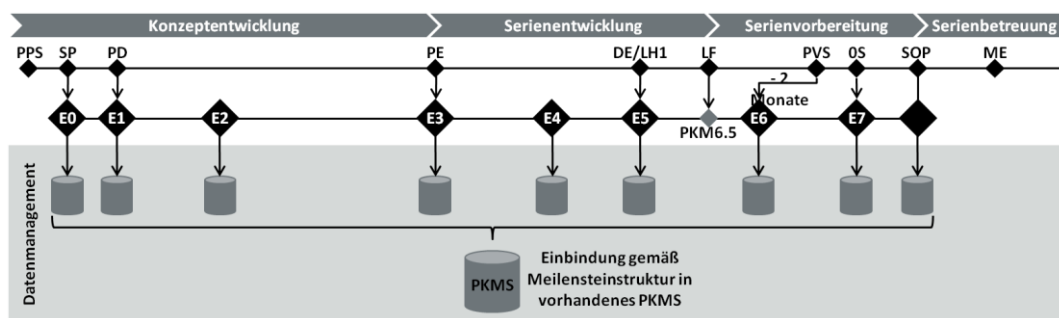 Konzeptentwicklung Serienentwicklung Serienvorbereitung Serienbetreuung
PPS SP PD PE DE/LH1 LF PVS 0S SOP ME
- 2
Monate
E0 E1 E2 E3 E4 E5 E6 E7
PKM6.5
Datenmanagement
PKMS
Einbindung gemäß
Meilensteinstruktur in
vorhandenes PKMS